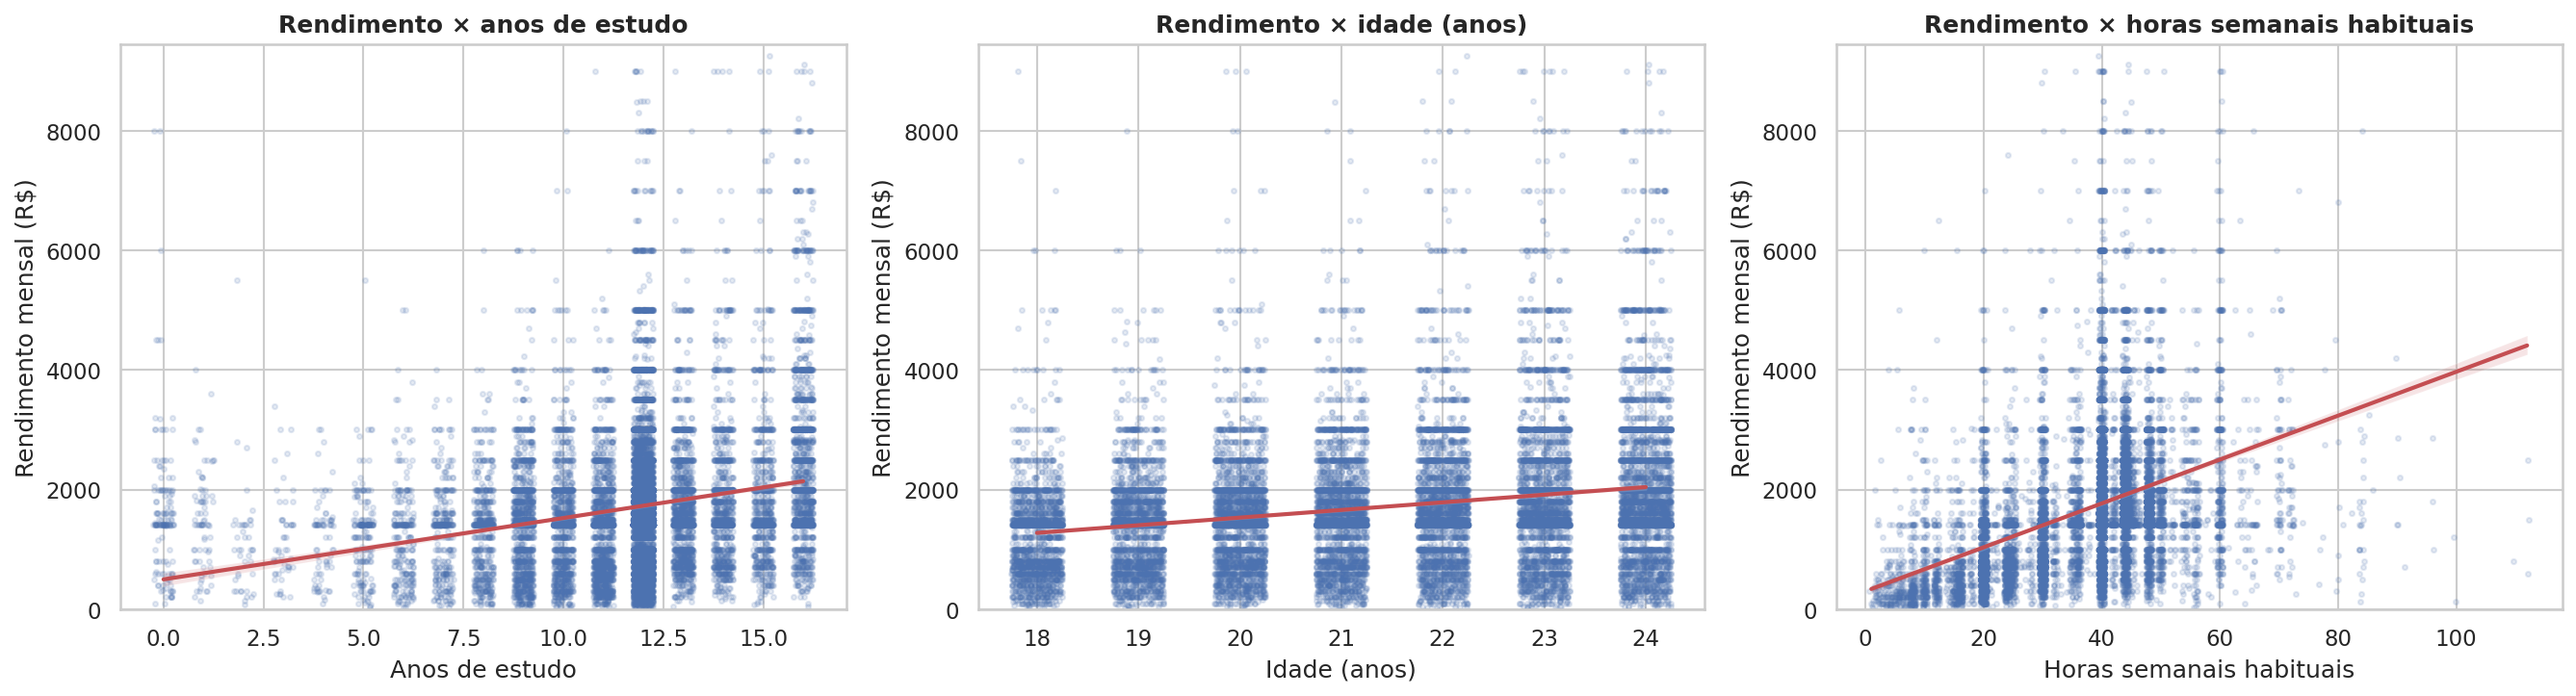 Rendimento × anos de estudo
Rendimento mensal (R$)
8000
6000
4000
2000
0
0.0 2.5 5.0 7.5 10.0 12.5 15.0
Anos de estudo
Rendimento × idade (anos)
Rendimento mensal (R$)
8000
6000
4000
2000
0
18 19 20 21 22 23 24
Idade (anos)
Rendimento × horas semanais habituais
Rendimento mensal (R$)
8000
6000
4000
2000
0
0 20 40 60 80 100
Horas semanais habituais